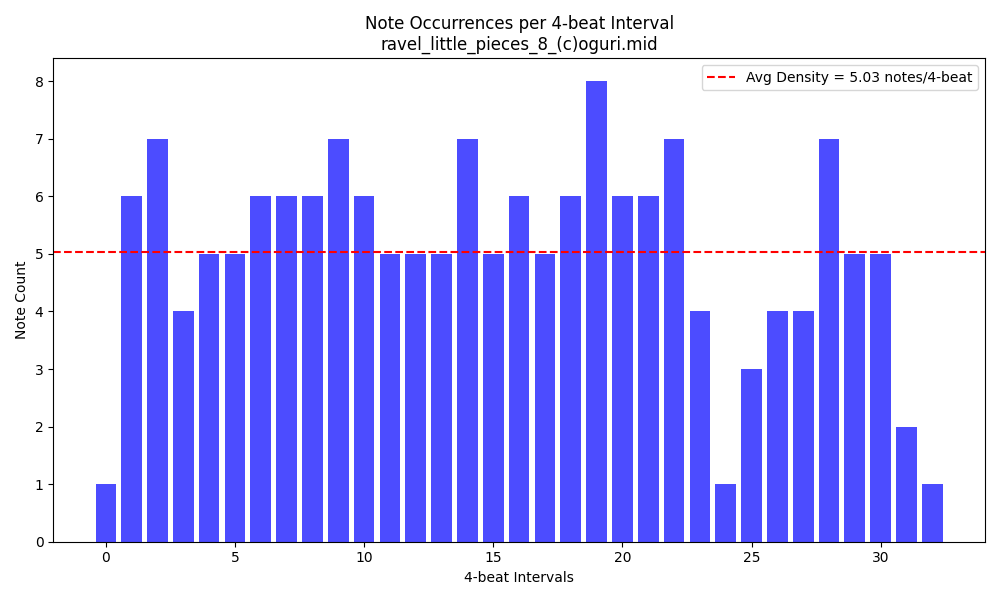 Note Occurrences per 4-beat Interval
ravel_little_pieces_8_(c)oguri.mid
Avg Density = 5.03 notes/4-beat
8
7
6
5
4
3
2
1
0
Note Count
0 5 10 15 20 25 30
4-beat Intervals